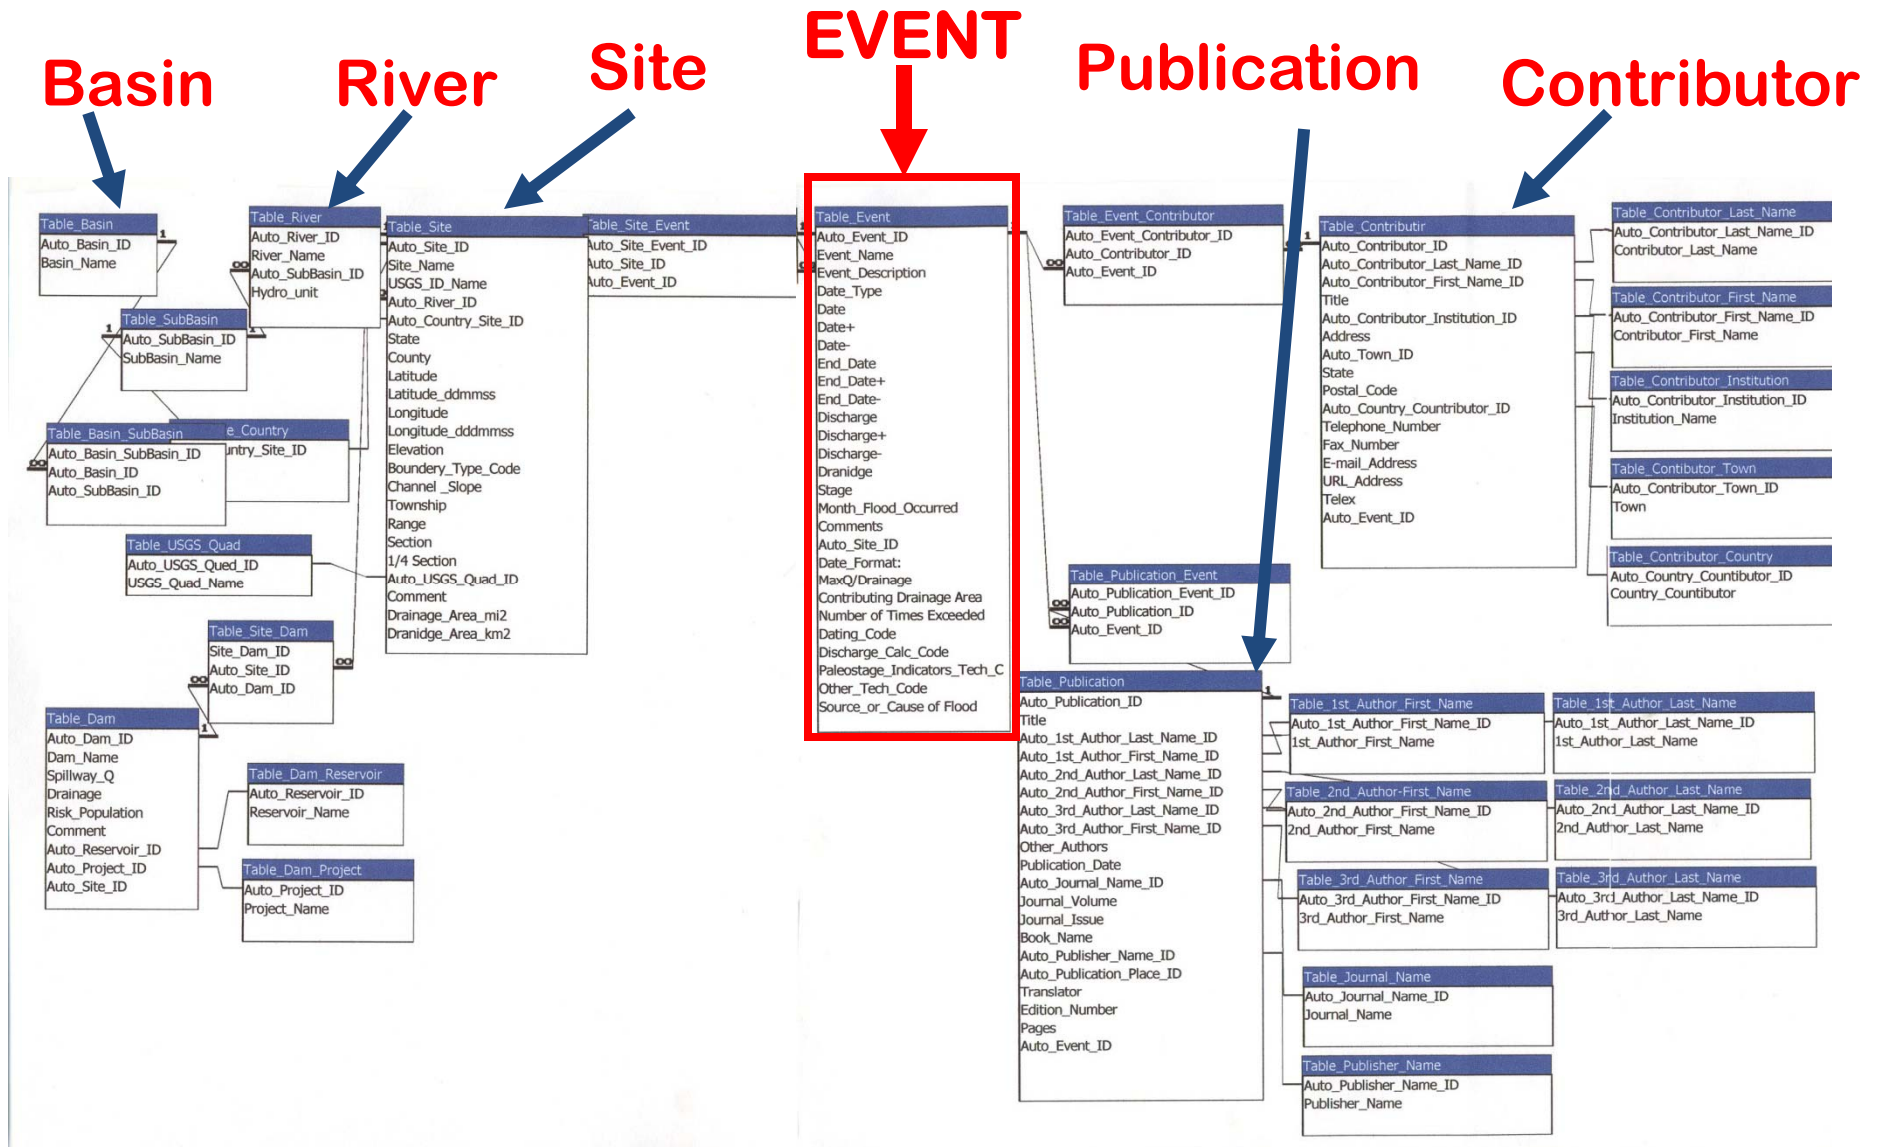 Basin
River
Site
EVENT
Publication
Contributor
Table_Basin
Auto_Basin_ID
Basin_Name
1
Table_SubBasin
Auto_SubBasin_ID
SubBasin_Name
1
1
Table_Basin_SubBasin
Auto_Basin_SubBasin_ID
Auto_Basin_ID
Auto_SubBasin_ID
e_Country
untry_Site_ID
Table_River
Auto_River_ID
River_Name
Auto_SubBasin_ID
Hydro_unit
Table_USGS_Quad
Auto_USGS_Qued_ID
USGS_Quad_Name
Table_Site_Dam
Site_Dam_ID
Auto_Site_ID
Auto_Dam_ID
Table_Dam
Auto_Dam_ID
Dam_Name
Spillway_Q
Drainage
Risk_Population
Comment
Auto_Reservoir_ID
Auto_Project_ID
Auto_Site_ID
1
Table_Dam_Reservoir
Auto_Reservoir_ID
Reservoir_Name
Table_Dam_Project
Auto_Project_ID
Project_Name
Table_Site
Auto_Site_ID
Site_Name
USGS_ID_Name
Auto_River_ID
Auto_Country_Site_ID
State
County
Latitude
Latitude_ddmmss
Longitude
Longitude_dddmmss
Elevation
Boundery_Type_Code
Channel _Slope
Township
Range
Section
1/4 Section
Auto_USGS_Quad_ID
Comment
Drainage_Area_mi2
Dranidge_Area_km2
Table_Site_Event
Auto_Site_Event_ID
Auto_Site_ID
Auto_Event_ID
1
Table_Event
Auto_Event_ID
Event_Name
Event_Description
Date_Type
Date
Date+
Date-
End_Date
End_Date+
End_Date-
Discharge
Discharge+
Discharge-
Dranidge
Stage
Month_Flood_Occurred
Comments
Auto_Site_ID
Date_Format:
MaxQ/Drainage
Contributing Drainage Area
Number of Times Exceeded
Dating_Code
Discharge_Calc_Code
Paleostage_Indicators_Tech_C
Other_Tech_Code
Source_or_Cause of Flood
1
Table_Event_Contributor
Auto_Event_Contributor_ID
Auto_Contributor_ID
Auto_Event_ID
1
Table_Publication_Event
Auto_Publication_Event_ID
Auto_Publication_ID
Auto_Event_ID
Table_Publication
Auto_Publication_ID
Title
Auto_1st_Author_Last_Name_ID
Auto_1st_Author_First_Name_ID
Auto_2nd_Author_Last_Name_ID
Auto_2nd_Author_First_Name_ID
Auto_3rd_Author_Last_Name_ID
Auto_3rd_Author_First_Name_ID
Other_Authors
Publication_Date
Auto_Journal_Name_ID
Journal_Volume
Journal_Issue
Book_Name
Auto_Publisher_Name_ID
Auto_Publication_Place_ID
Translator
Edition_Number
Pages
Auto_Event_ID
1
Table_Contributir
Auto_Contributor_ID
Auto_Contributor_Last_Name_ID
Auto_Contributor_First_Name_ID
Title
Auto_Contributor_Institution_ID
Address
Auto_Town_ID
State
Postal_Code
Auto_Country_Countributor_ID
Telephone_Number
Fax_Number
E-mail_Address
URL_Address
Telex
Auto_Event_ID
Table_Contributor_Last_Name
Auto_Contributor_Last_Name_ID
Contributor_Last_Name
Table_Contributor_First_Name
Auto_Contributor_First_Name_ID
Contributor_First_Name
Table_Contributor_Institution
Auto_Contributor_Institution_ID
Institution_Name
Table_Contibutor_Town
Auto_Contributor_Town_ID
Town
Table_Contributor_Country
Auto_Country_Countibutor_ID
Country_Countibutor
Table_1st_Author_First_Name
Auto_1st_Author_First_Name_ID
1st_Author_First_Name
Table_1st_Author_Last_Name
Auto_1st_Author_Last_Name_ID
1st_Author_Last_Name
Table_2nd_Author-First_Name
Auto_2nd_Author_First_Name_ID
2nd_Author_First_Name
Table_2nd_Author_Last_Name
Auto_2nd_Author_Last_Name_ID
2nd_Author_Last_Name
Table_3rd_Author_First_Name
Auto_3rd_Author_First_Name_ID
3rd_Author_First_Name
Table_3rd_Author_Last_Name
Auto_3rd_Author_Last_Name_ID
3rd_Author_Last_Name
Table_Journal_Name
Auto_Journal_Name_ID
Journal_Name
Table_Publisher_Name
Auto_Publisher_Name_ID
Publisher_Name